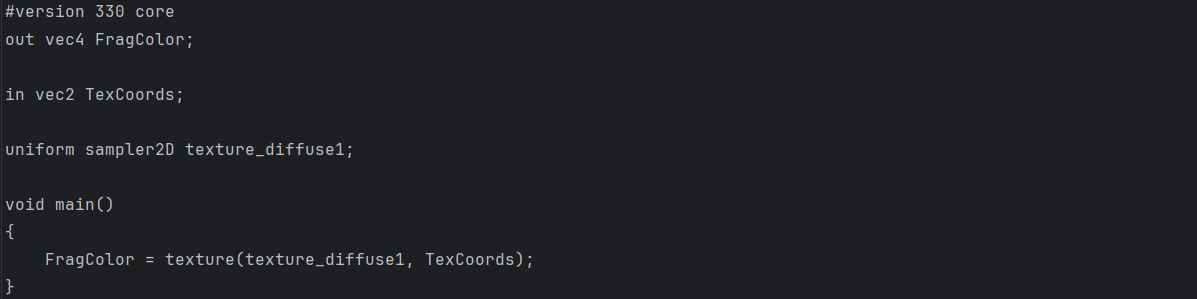 #version 330 core
out vec4 FragColor;

in vec2 TexCoords;

uniform sampler2D texture_diffuse1;

void main()
{
    FragColor = texture(texture_diffuse1, TexCoords);
}